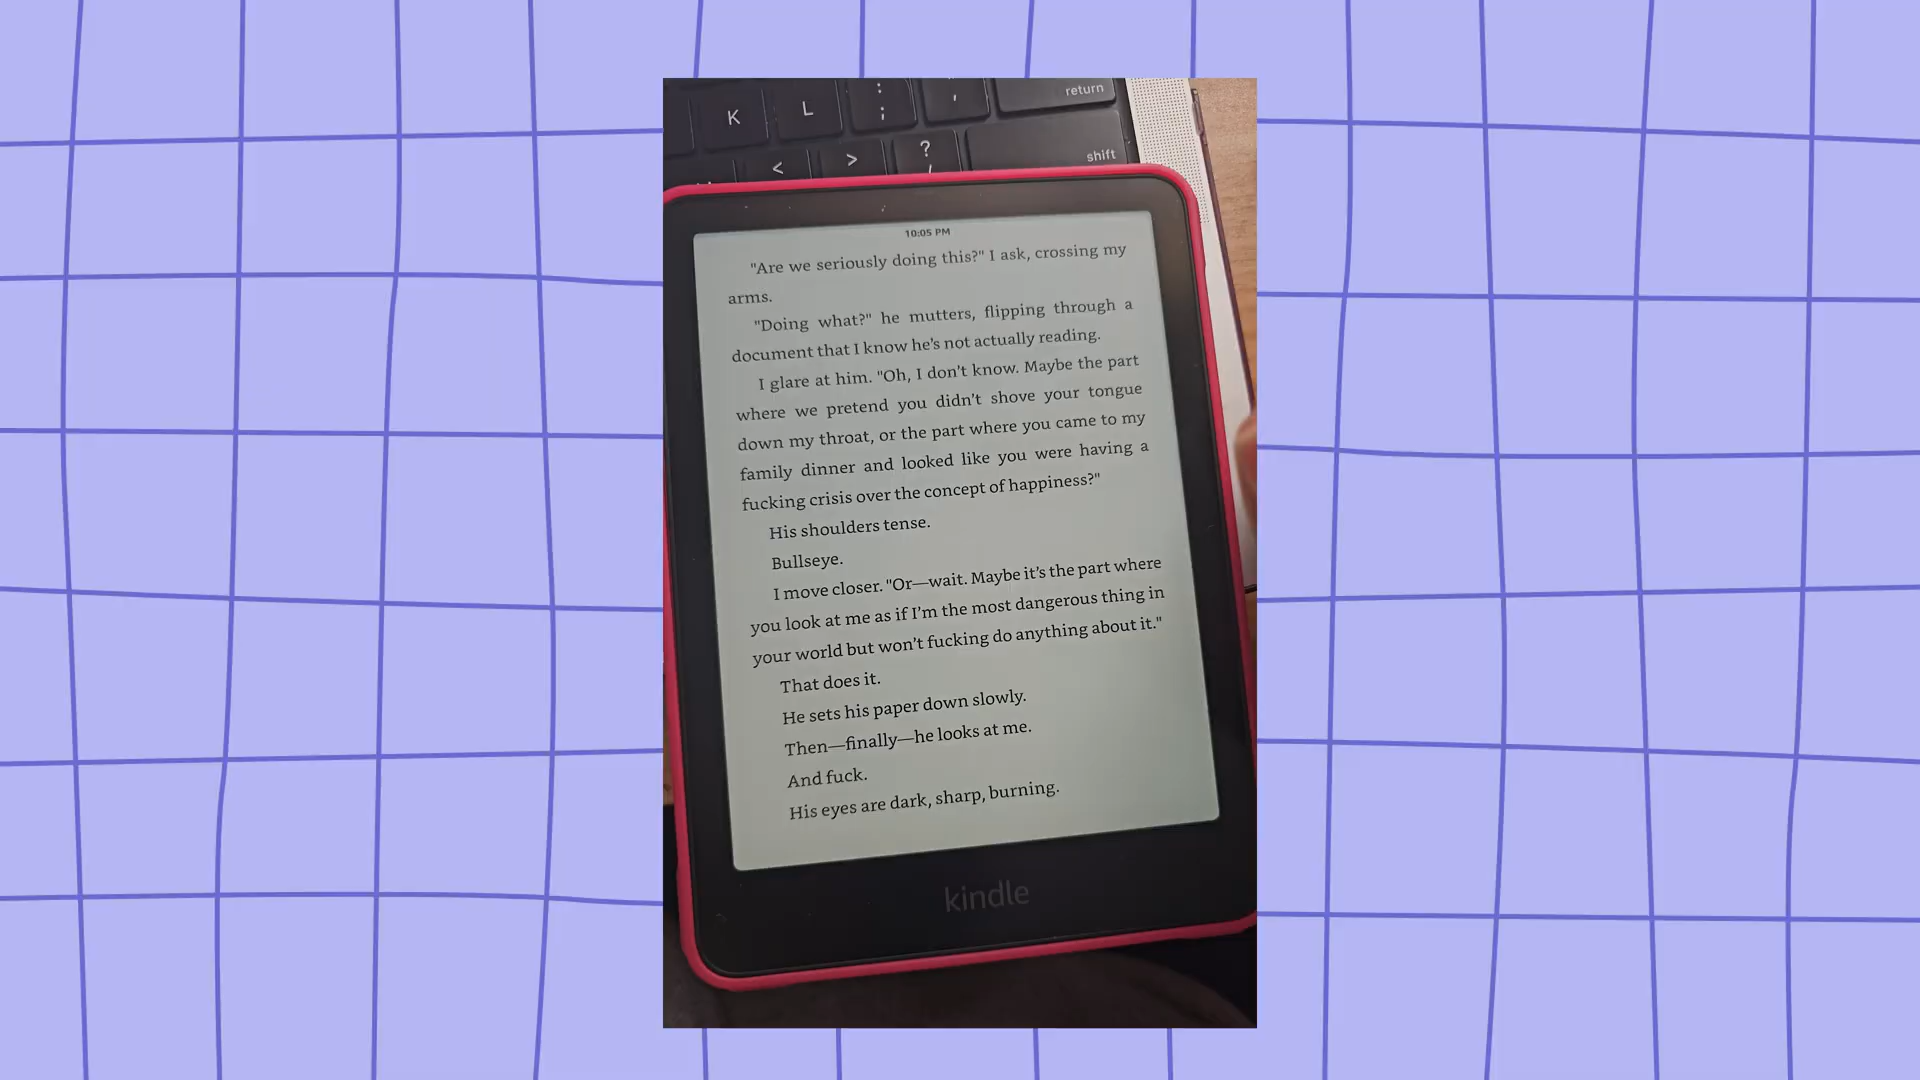 K
L
:
;
"
,
return
<
>
?
/
shift
10:05 PM
"Are we seriously doing this?" I ask, crossing my
arms.
"Doing what?" he mutters, flipping through a
document that I know he's not actually reading.
I glare at him. "Oh, I don't know. Maybe the part
where we pretend you didn't shove your tongue
down my throat, or the part where you came to my
family dinner and looked like you were having a
fucking crisis over the concept of happiness?"
His shoulders tense.
Bullseye.
I move closer. "Or—wait. Maybe it's the part where
you look at me as if I'm the most dangerous thing in
your world but won't fucking do anything about it."
That does it.
He sets his paper down slowly.
Then—finally—he looks at me.
And fuck.
His eyes are dark, sharp, burning.
kindle